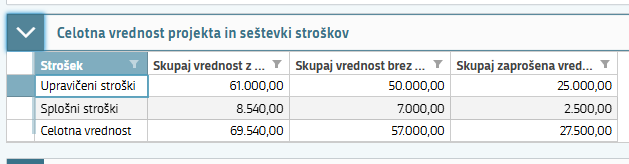 Celotna vrednost projekta in seštevki stroškov
Strošek Skupaj vrednost z ... Skupaj vrednost brez ... Skupaj zaprošena vred...
Upravičeni stroški 61.000,00 50.000,00 25.000,00
Splošni stroški 8.540,00 7.000,00 2.500,00
Celotna vrednost 69.540,00 57.000,00 27.500,00